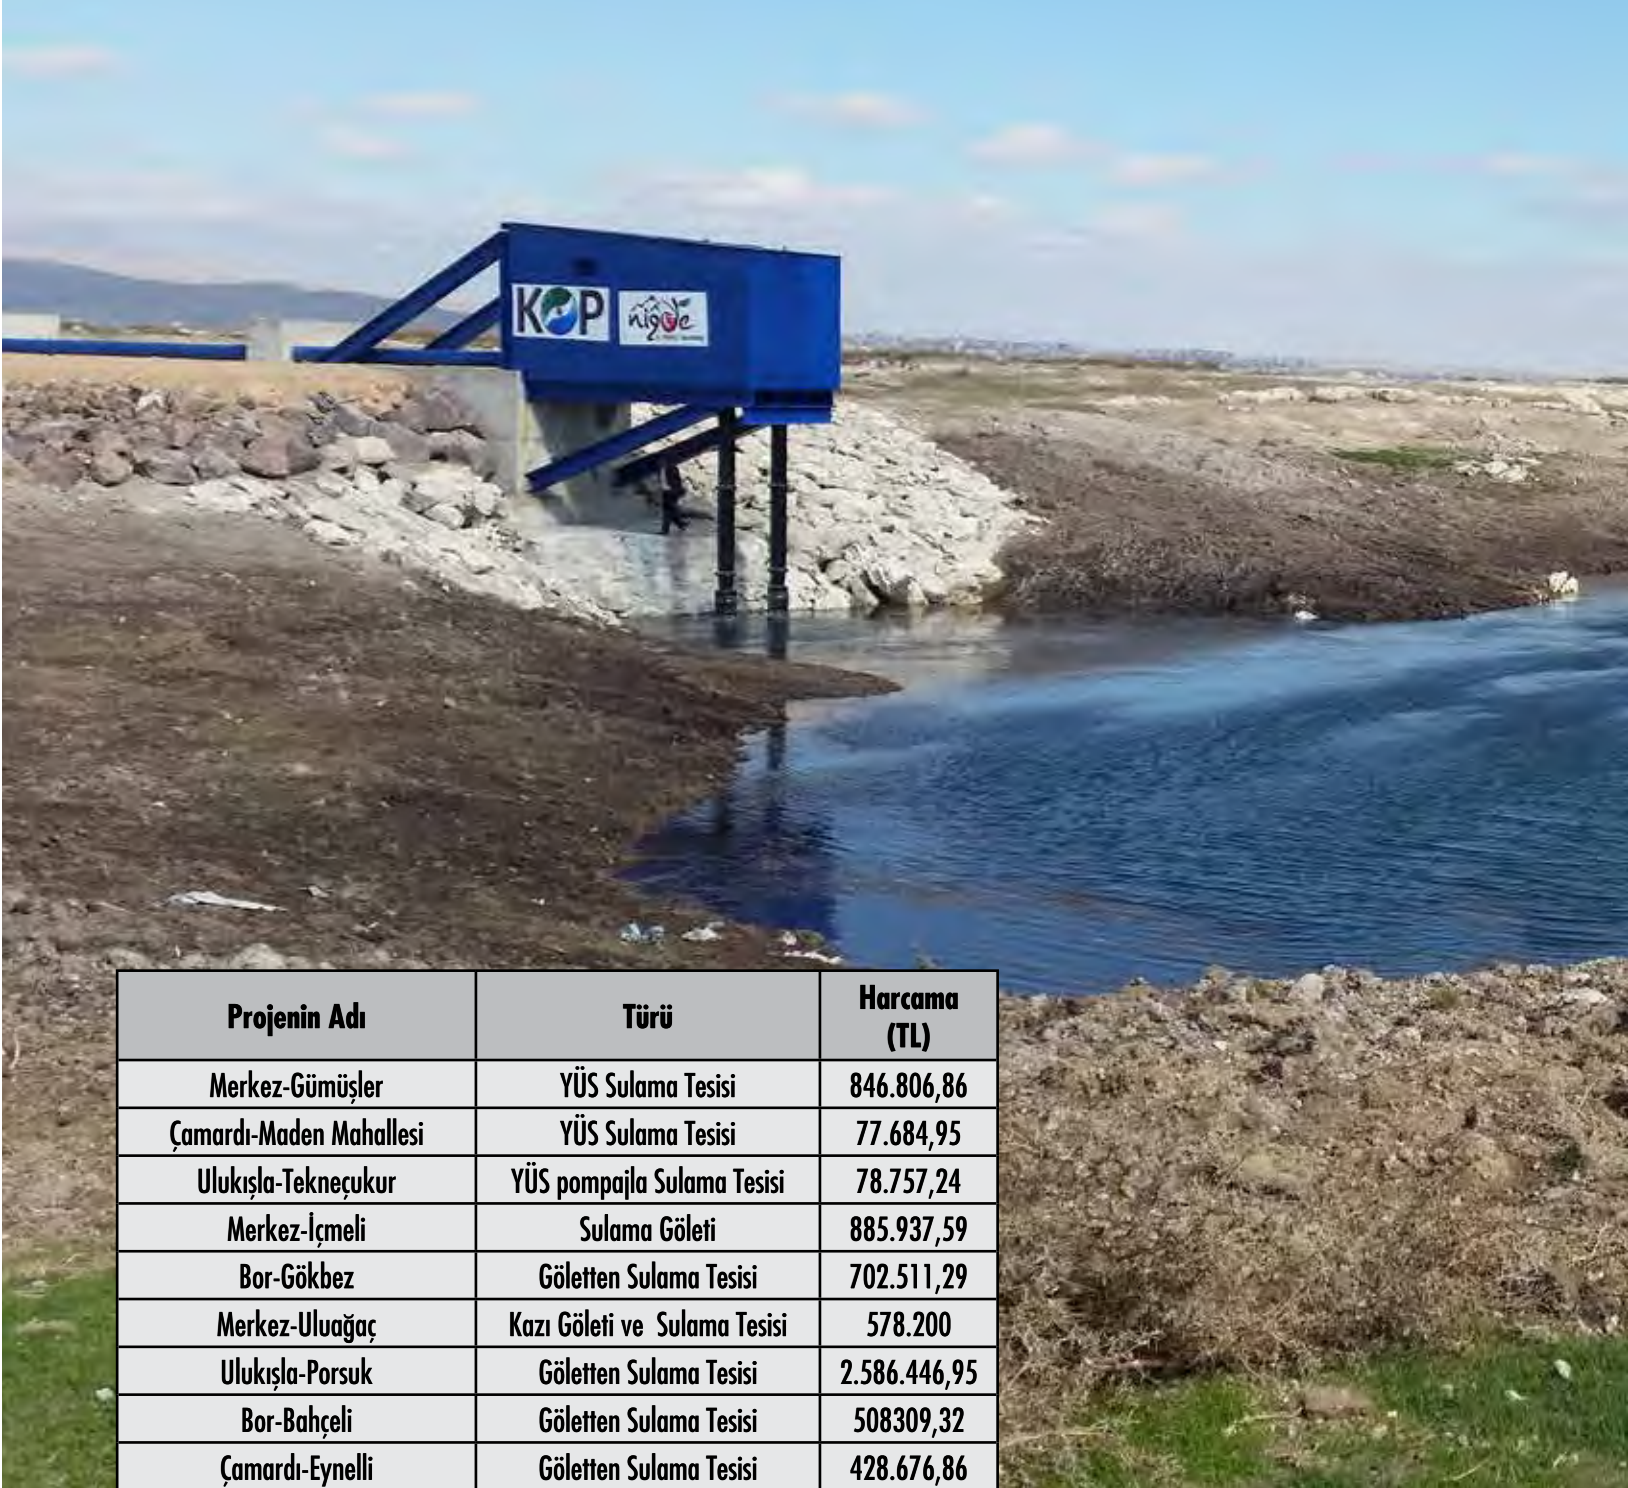 KOP
niğde
Projenin Adı Türü Harcama
(TL)
Merkez-Gümüşler YÜS Sulama Tesisi 846.806,86
Çamardı-Maden Mahallesi YÜS Sulama Tesisi 77.684,95
Ulukışla-Tekneçukur YÜS pompajla Sulama Tesisi 78.757,24
Merkez-İçmeli Sulama Göleti 885.937,59
Bor-Gökbez Göletten Sulama Tesisi 702.511,29
Merkez-Uluağaç Kazı Göleti ve Sulama Tesisi 578.200
Ulukışla-Porsuk Göletten Sulama Tesisi 2.586.446,95
Bor-Bahçeli Göletten Sulama Tesisi 508309,32
Çamardı-Eynelli Göletten Sulama Tesisi 428.676,86